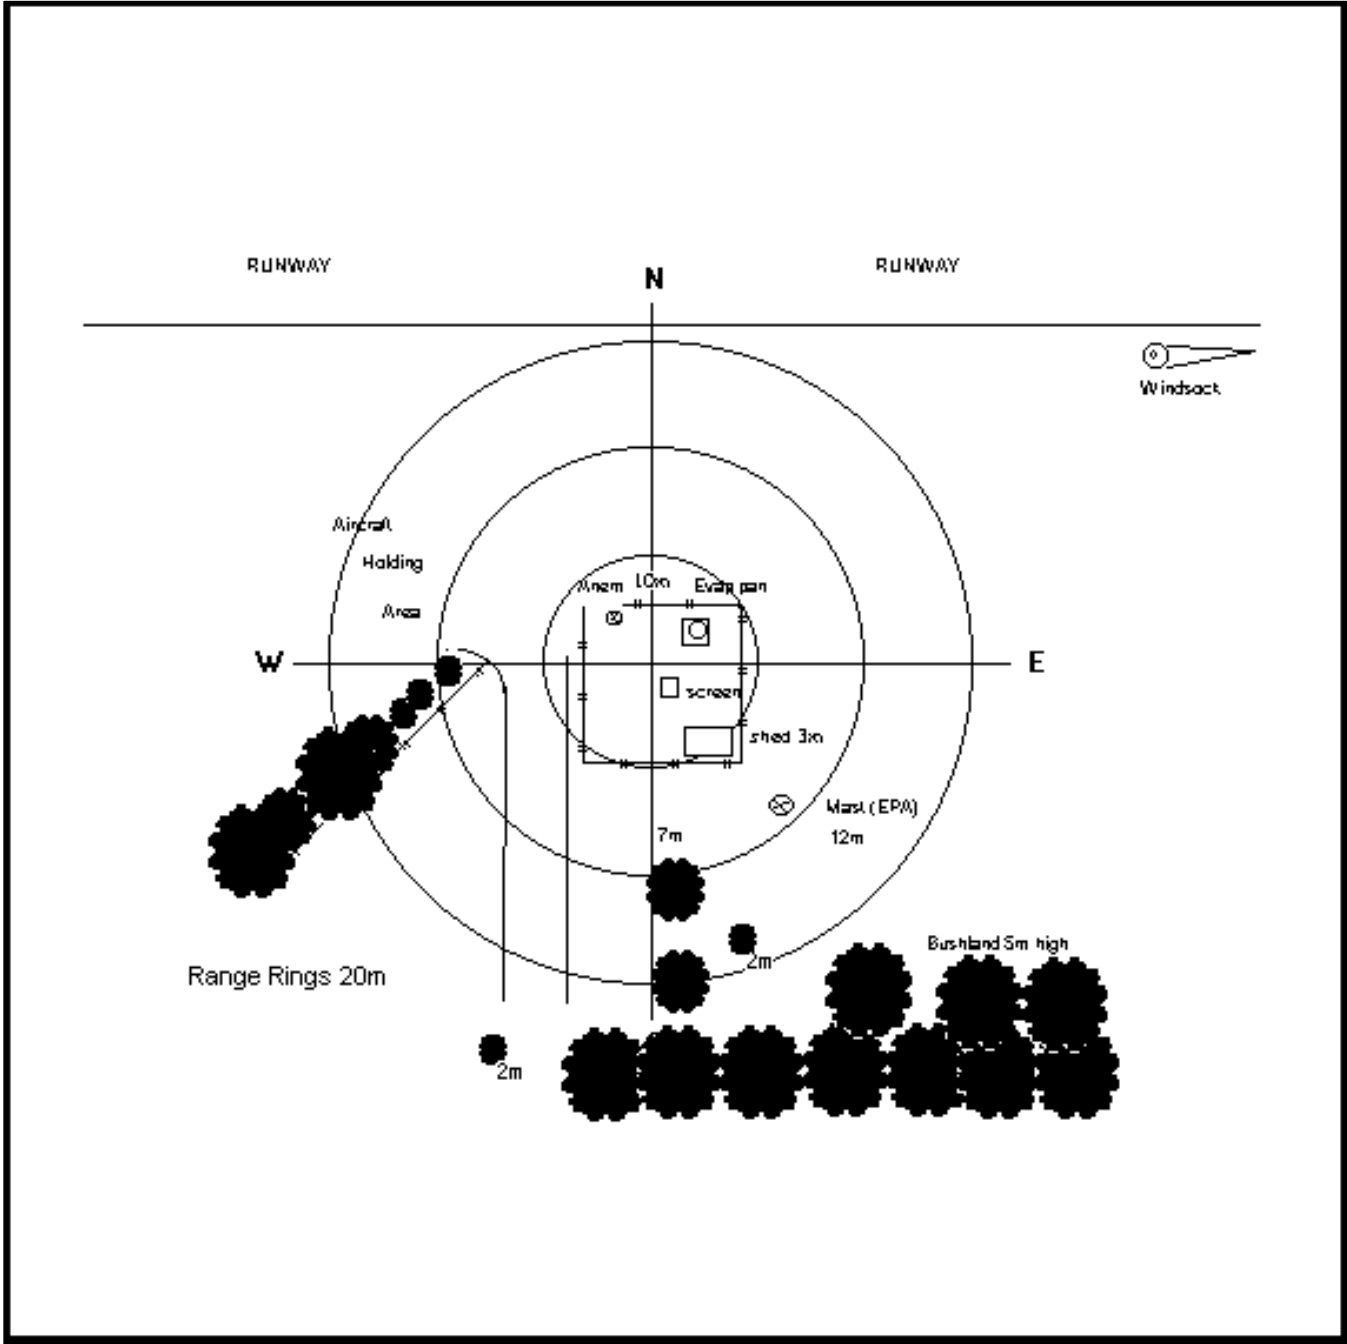 RUNWAY
RUNWAY
N
Windsock
Aircraft
Holding
Area
Anem
10m
Evap pan
W
E
screen
shed 3m
Mast (EPA)
12m
7m
Bushland 5m high
2m
Range Rings 20m
2m